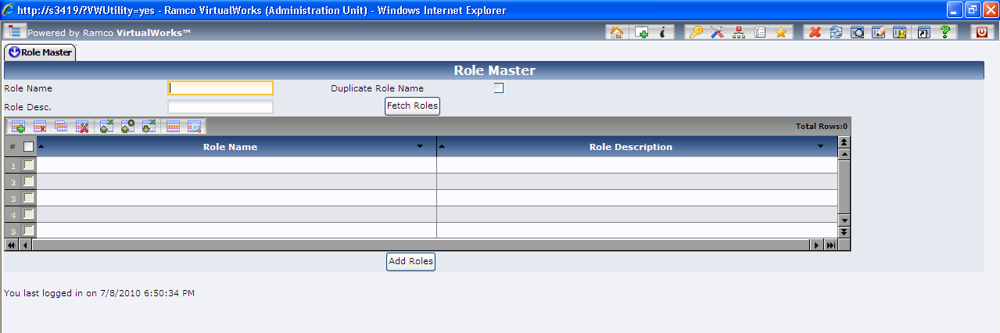 http://s3419/?VWUtility=yes - Ramco VirtualWorks (Administration Unit) - Windows Internet Explorer
Powered by Ramco VirtualWorks™
Role Master
Role Master
Role Name
Duplicate Role Name
Role Desc.
Fetch Roles
Total Rows:0
# Role Name Role Description
1
2
3
4
5
Add Roles
You last logged in on 7/8/2010 6:50:34 PM